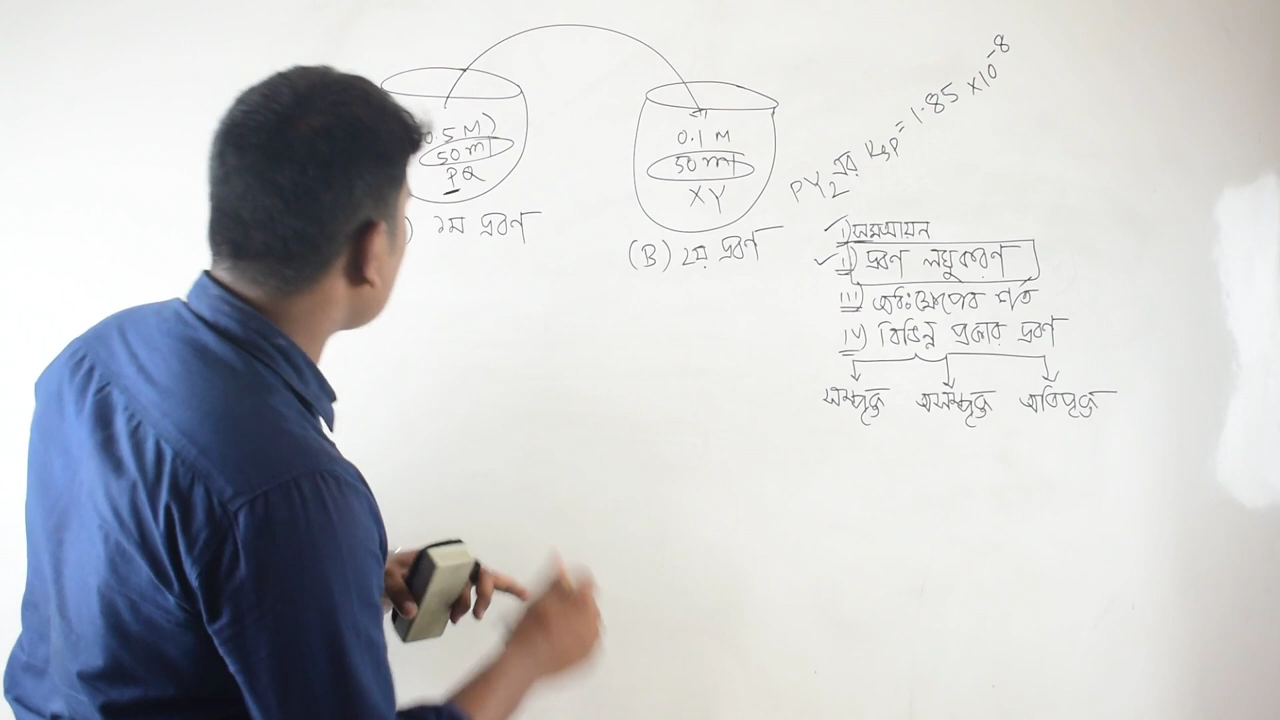 0.5 M)
50 ml
PQ
) ১ম দ্রবণ
0.1 M
50 ml
XY
(B) ২য় দ্রবণ
PY2 এর Ksp = 1.85 ×10^-8
i) সমআয়ন
ii) দ্রবণ লঘুকরণ
iii) অধঃক্ষেপের শর্ত
iv) বিভিন্ন প্রকার দ্রবণ
সম্পৃক্ত অসম্পৃক্ত অতিপৃক্ত